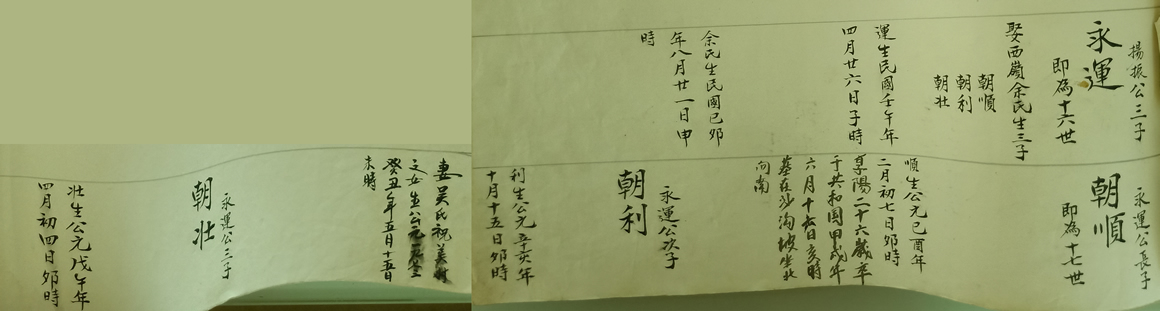 揚振公三子
永運
即為十六世
娶西嶺余民生三子
朝順
朝利
朝壯
運生民國壬午年
四月廿六日子時
余氏生民國己卯
年八月廿一日申
時
永運公長子
朝順
即為十七世
順生公元己酉年
二月初七日卯時
享陽二十六歲卒
于共和国甲戌年
六月十六日亥時
墓在沙沟坡坐北
向南
永運公次子
朝利
利生公元辛亥年
十月十五日卯時
妻吴氏祝美
之女生公元
癸丑年五月十五日
未時
永運公三子
朝壯
壯生公元戊午年
四月初四日卯時